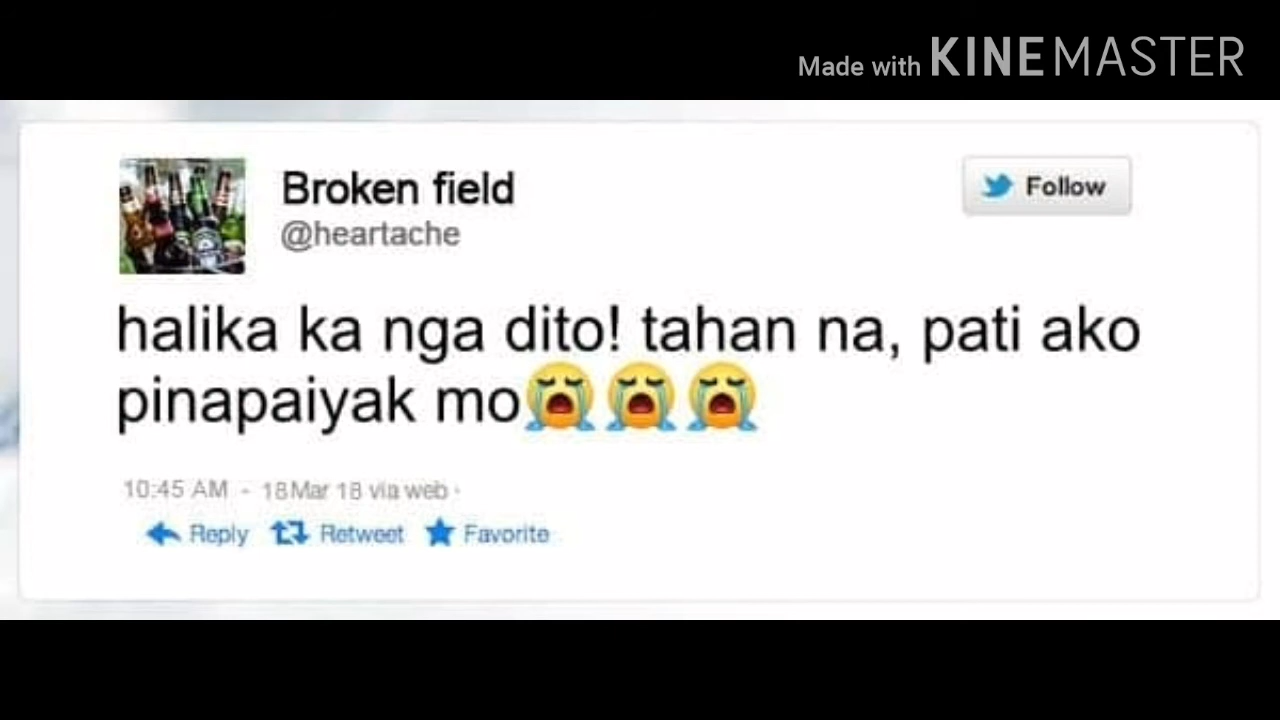 Made with KINEMASTER
Broken field
@heartache
Follow
halika ka nga dito! tahan na, pati ako
pinapaiyak mo😭😭😭
10:45 AM - 18 Mar 18 via web ·
Reply Retweet Favorite